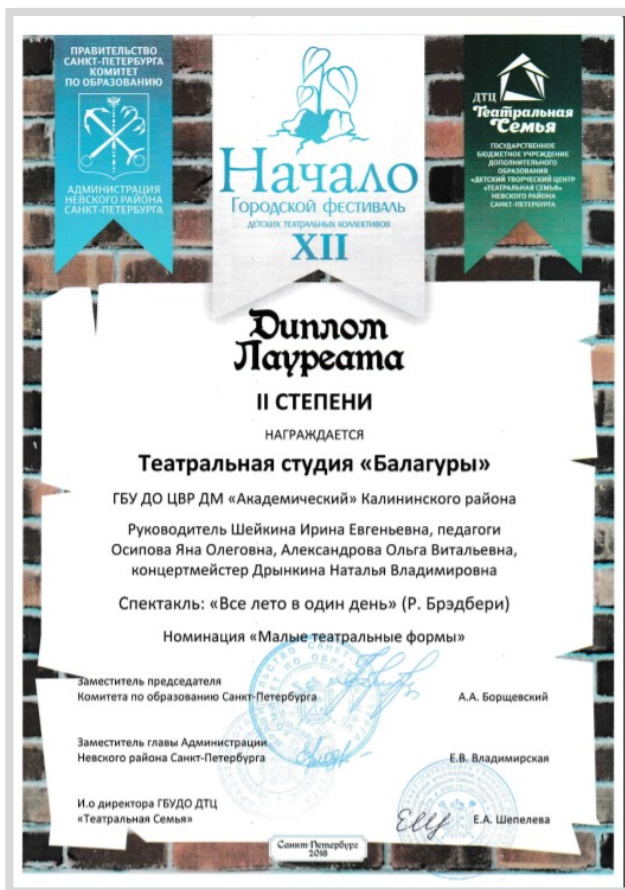 ПРАВИТЕЛЬСТВО
САНКТ-ПЕТЕРБУРГА
КОМИТЕТ
ПО ОБРАЗОВАНИЮ
АДМИНИСТРАЦИЯ
НЕВСКОГО РАЙОНА
САНКТ-ПЕТЕРБУРГА
Начало
Городской фестиваль
детских театральных коллективов
XII
ДТЦ
Театральная
Семья
ГОСУДАРСТВЕННОЕ
БЮДЖЕТНОЕ УЧРЕЖДЕНИЕ
ДОПОЛНИТЕЛЬНОГО
ОБРАЗОВАНИЯ
«ДЕТСКИЙ ТВОРЧЕСКИЙ ЦЕНТР
«ТЕАТРАЛЬНАЯ СЕМЬЯ»
НЕВСКОГО РАЙОНА
САНКТ-ПЕТЕРБУРГА
Диплом
Лауреата
II СТЕПЕНИ
НАГРАЖДАЕТСЯ
Театральная студия «Балагуры»
ГБУ ДО ЦВР ДМ «Академический» Калининского района
Руководитель Шейкина Ирина Евгеньевна, педагоги
Осипова Яна Олеговна, Александрова Ольга Витальевна,
концертмейстер Дрынкина Наталья Владимировна
Спектакль: «Все лето в один день» (Р. Брэдбери)
Номинация «Малые театральные формы»
Заместитель председателя
Комитета по образованию Санкт-Петербурга А.А. Борщевский
Заместитель главы Администрации
Невского района Санкт-Петербурга Е.В. Владимирская
И.о директора ГБУДО ДТЦ
«Театральная Семья» Е.А. Шепелева
Санкт-Петербург
2018